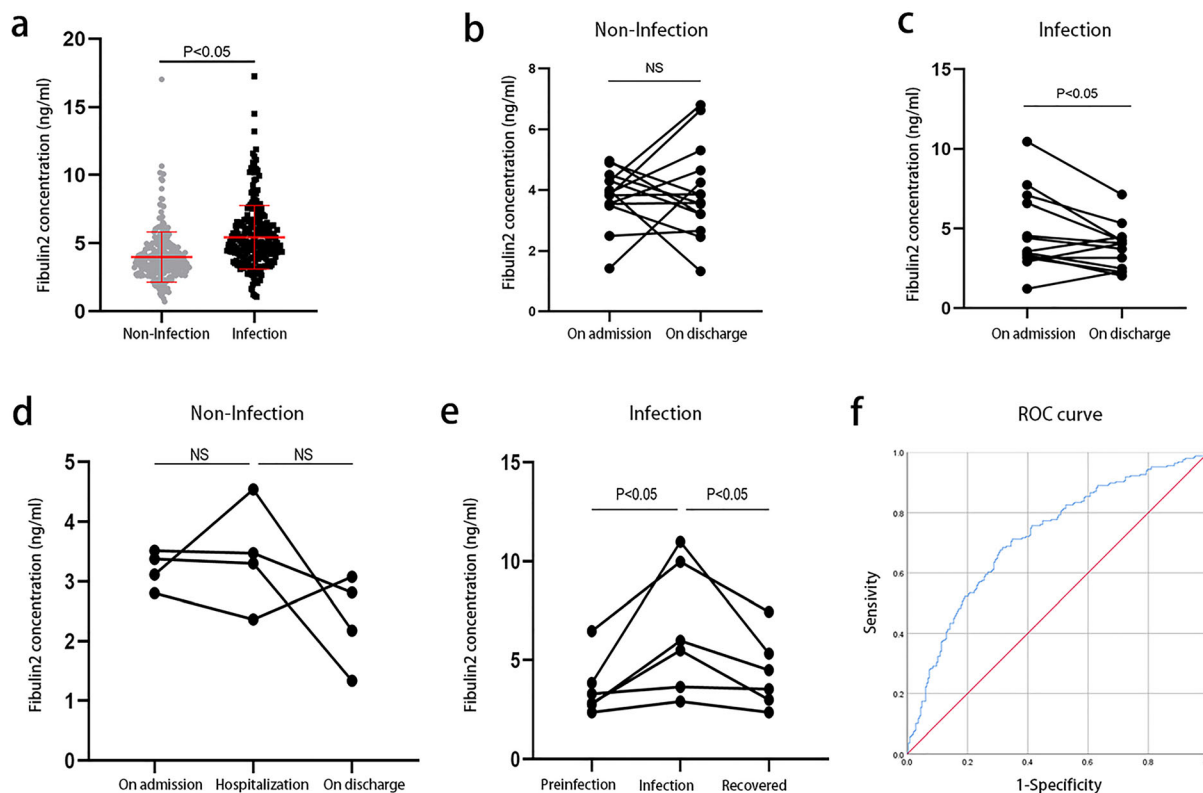 a
20
15
10
5
0
Fibulin2 concentration (ng/ml)
P<0.05
Non-Infection Infection
b
Non-Infection
8
6
4
2
0
Fibulin2 concentration (ng/ml)
NS
On admission On discharge
c
Infection
15
10
5
0
Fibulin2 concentration (ng/ml)
P<0.05
On admission On discharge
d
Non-Infection
5
4
3
2
1
0
Fibulin2 concentration (ng/ml)
NS NS
On admission Hospitalization On discharge
e
Infection
15
10
5
0
Fibulin2 concentration (ng/ml)
P<0.05 P<0.05
Preinfection Infection Recovered
f
ROC curve
1.0
0.8
0.6
0.4
0.2
0.0
Sensivity
0.0 0.2 0.4 0.6 0.8
1-Specificity